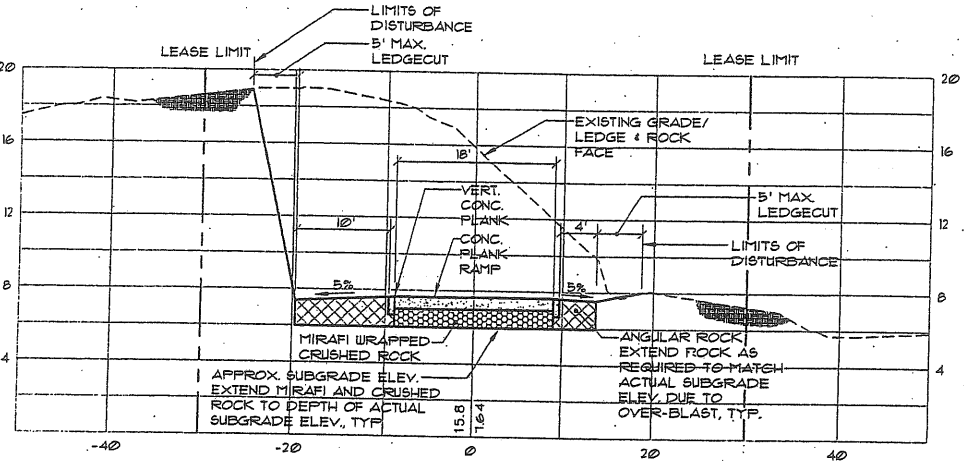 LIMITS OF
DISTURBANCE
LEASE LIMIT
5' MAX.
LEDGECUT
LEASE LIMIT
20
20
EXISTING GRADE/
LEDGE & ROCK
FACE
16
16
18'
VERT.
CONC.
PLANK
5' MAX.
LEDGECUT
12
12
10'
4'
CONC.
PLANK
RAMP
LIMITS OF
DISTURBANCE
5%
5%
8
8
MIRAFI WRAPPED
CRUSHED ROCK
ANGULAR ROCK
EXTEND ROCK AS
REQUIRED TO MATCH
ACTUAL SUBGRADE
ELEV. DUE TO
OVER-BLAST, TYP.
4
4
APPROX. SUBGRADE ELEV.
EXTEND MIRAFI AND CRUSHED
ROCK TO DEPTH OF ACTUAL
SUBGRADE ELEV., TYP.
15.8
7.64
-40
-20
0
20
40